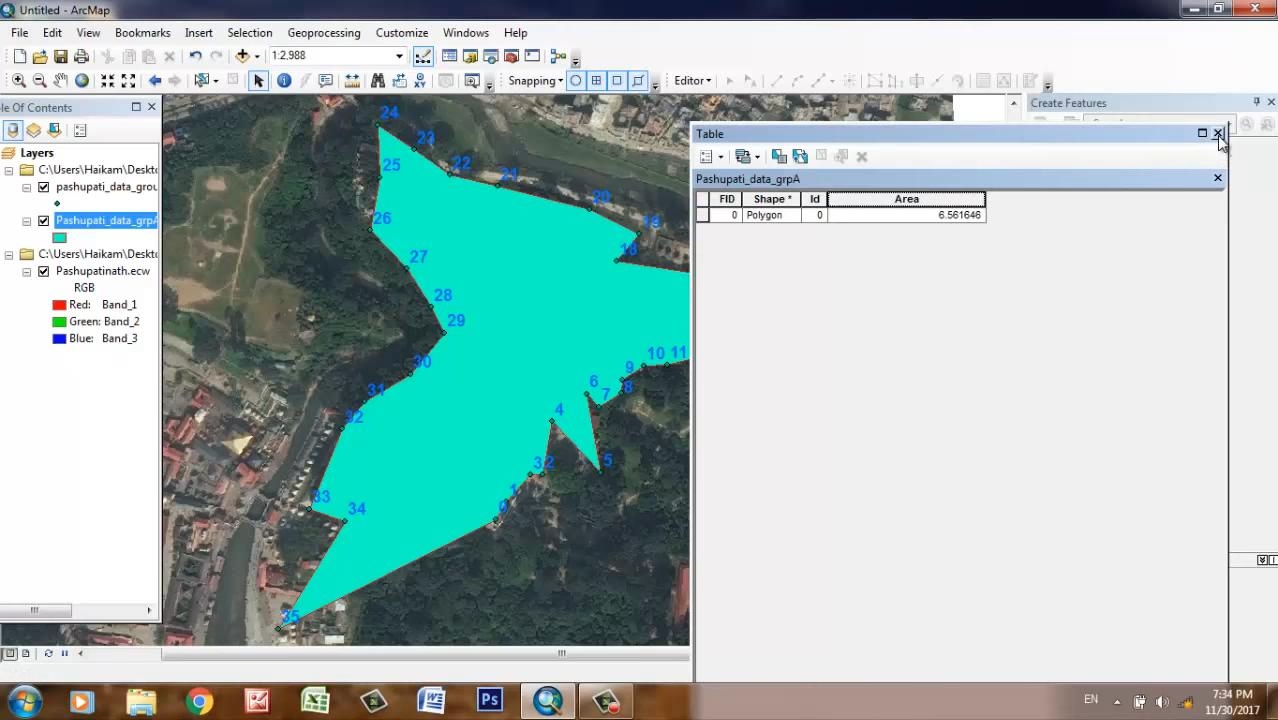 Untitled - ArcMap
File Edit View Bookmarks Insert Selection Geoprocessing Customize Windows Help
1:2.988
Snapping Editor
ble Of Contents
Create Features
Layers
C:\Users\Haikam\Deskto
pashupati_data_grou
Pashupati_data_grpA
C:\Users\Haikam\Deskto
Pashupatinath.ecw
RGB
Red: Band_1
Green: Band_2
Blue: Band_3
24
23
22
25
21
20
26
19
18
27
28
29
30
31
32
10 11
9
8
6
7
4
5
3 2
1
0
33
34
35
Table
Pashupati_data_grpA
FID Shape * Id Area
0 Polygon 0 6.561646
EN
7:34 PM
11/30/2017